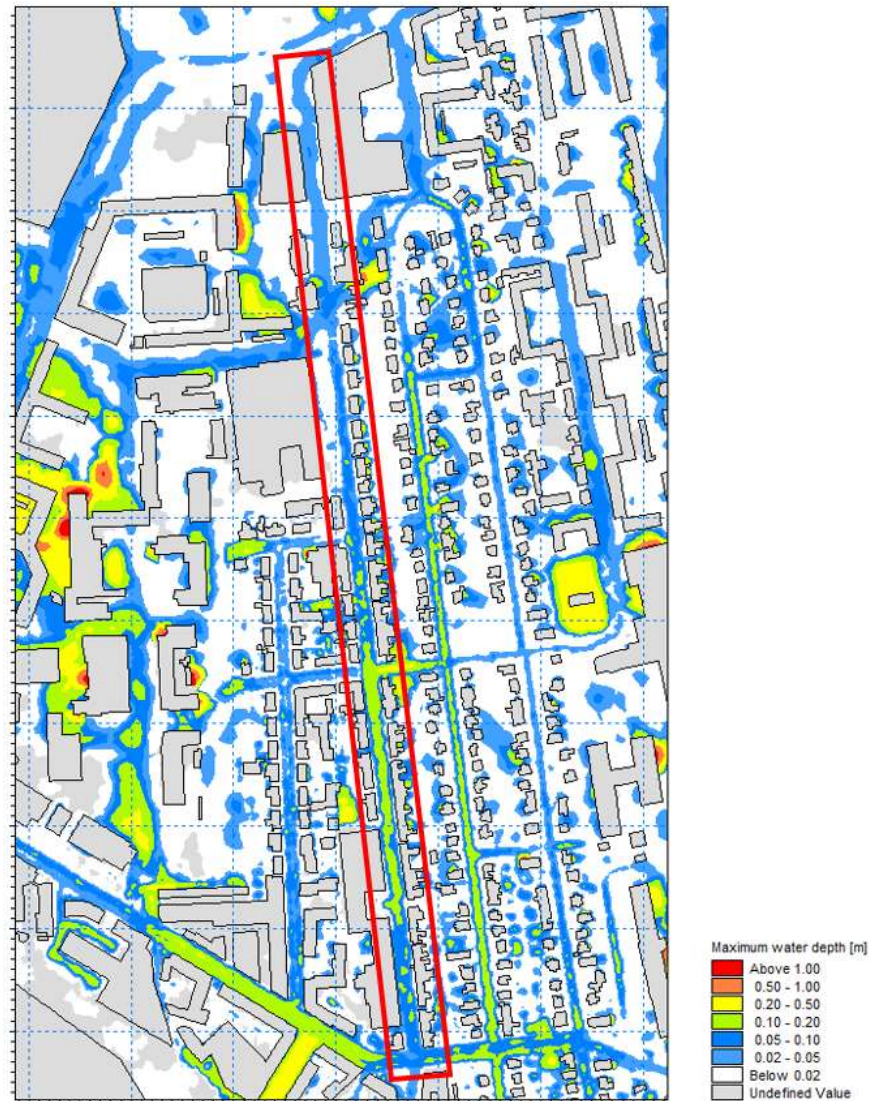 Maximum water depth [m]
Above 1.00
0.50 - 1.00
0.20 - 0.50
0.10 - 0.20
0.05 - 0.10
0.02 - 0.05
Below 0.02
Undefined Value